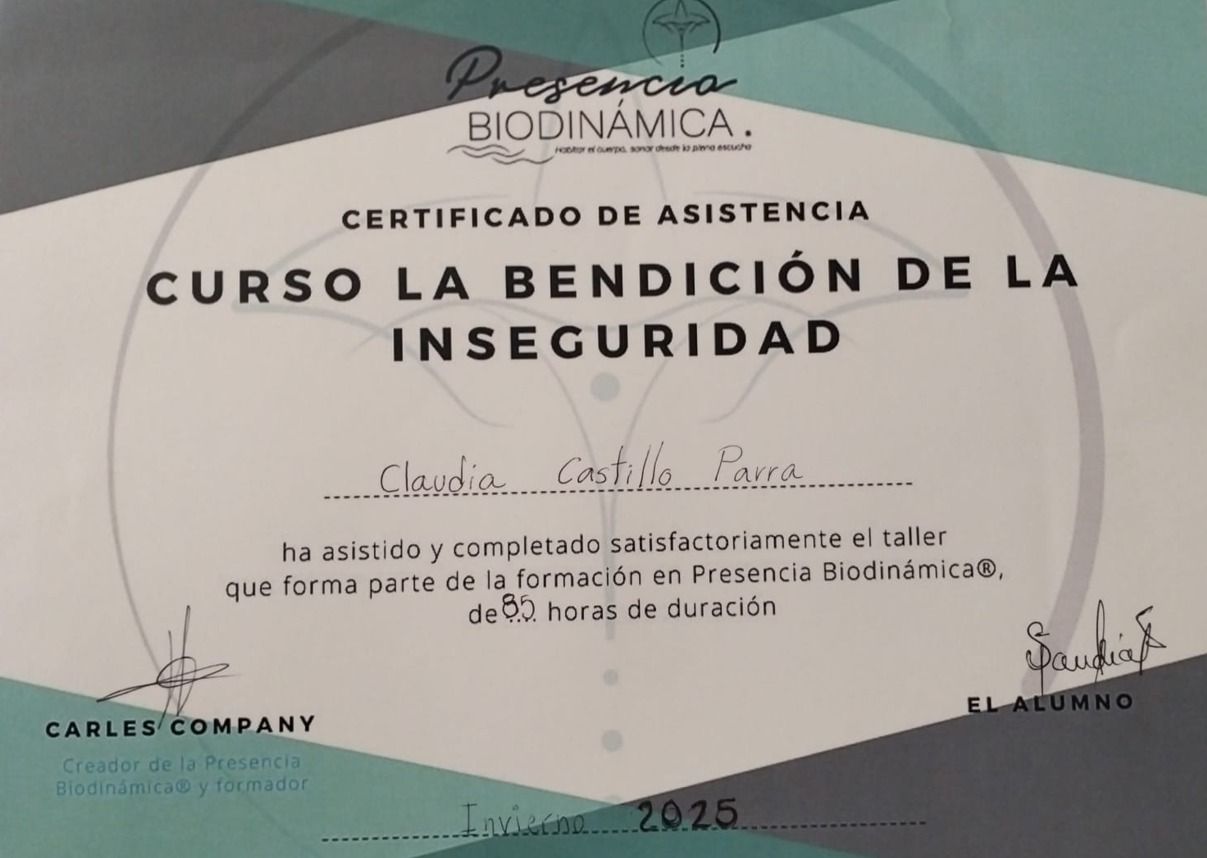 Presencia
BIODINÁMICA.
Habitar el cuerpo, sanar desde la plena escucha
CERTIFICADO DE ASISTENCIA
CURSO LA BENDICIÓN DE LA
INSEGURIDAD
Claudia Castillo Parra
ha asistido y completado satisfactoriamente el taller
que forma parte de la formación en Presencia Biodinámica®,
de 85 horas de duración
CARLES COMPANY
EL ALUMNO
Creador de la Presencia
Biodinámica® y formador
Invierno 2025